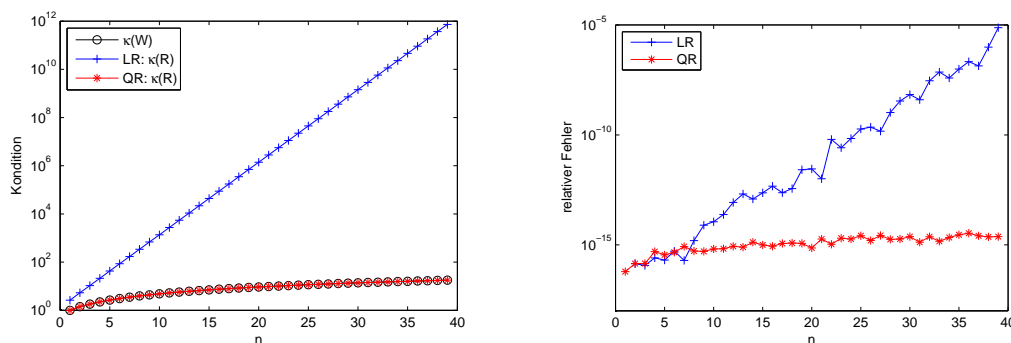 Kondition
10^12
10^10
10^8
10^6
10^4
10^2
10^0
κ(W)
LR: κ(R)
QR: κ(R)
0 5 10 15 20 25 30 35 40
n
relativer Fehler
10^−5
10^−10
10^−15
LR
QR
0 5 10 15 20 25 30 35 40
n